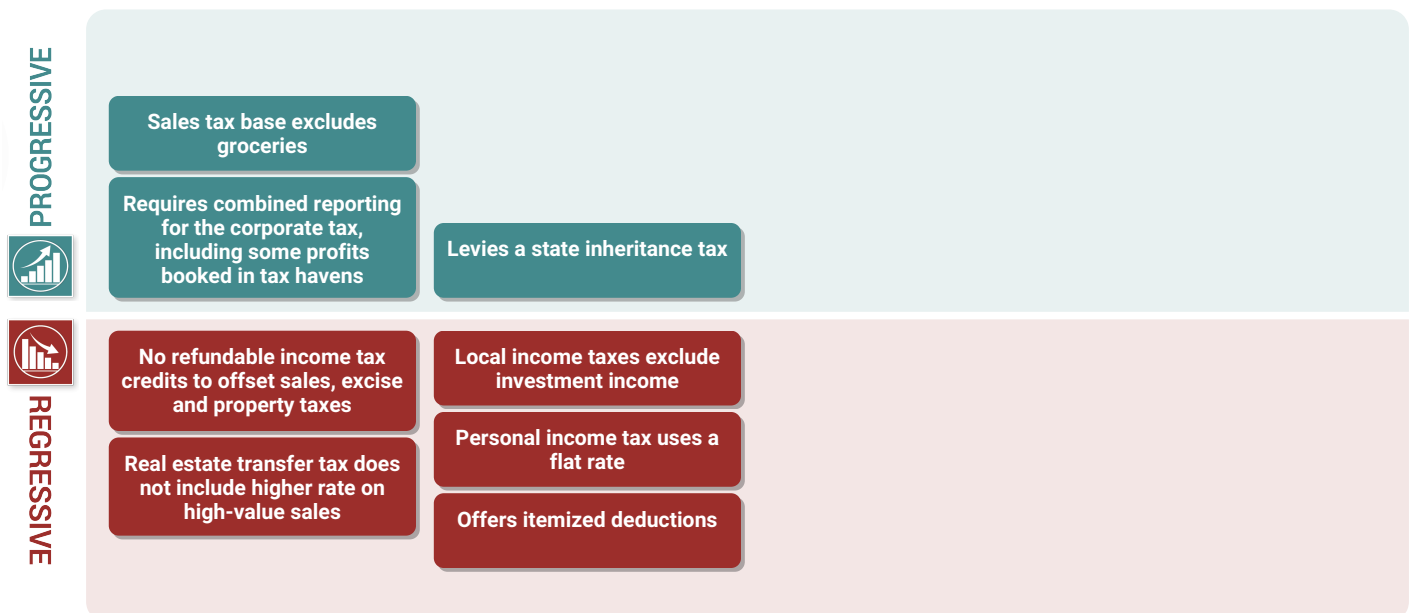 PROGRESSIVE
Sales tax base excludes
groceries
Requires combined reporting
for the corporate tax,
including some profits
booked in tax havens
Levies a state inheritance tax
REGRESSIVE
No refundable income tax
credits to offset sales, excise
and property taxes
Real estate transfer tax does
not include higher rate on
high-value sales
Local income taxes exclude
investment income
Personal income tax uses a
flat rate
Offers itemized deductions